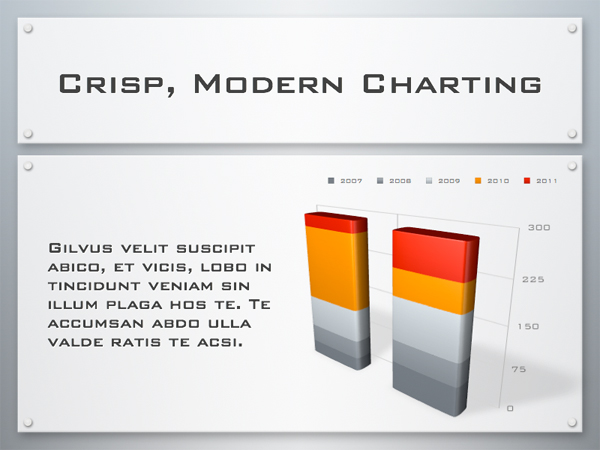 Crisp, Modern Charting
2007 2008 2009 2010 2011
Gilvus velit suscipit
abico, et vicis, lobo in
tincidunt veniam sin
illum plaga hos te. Te
accumsan abdo ulla
valde ratis te acsi.
300
225
150
75
0